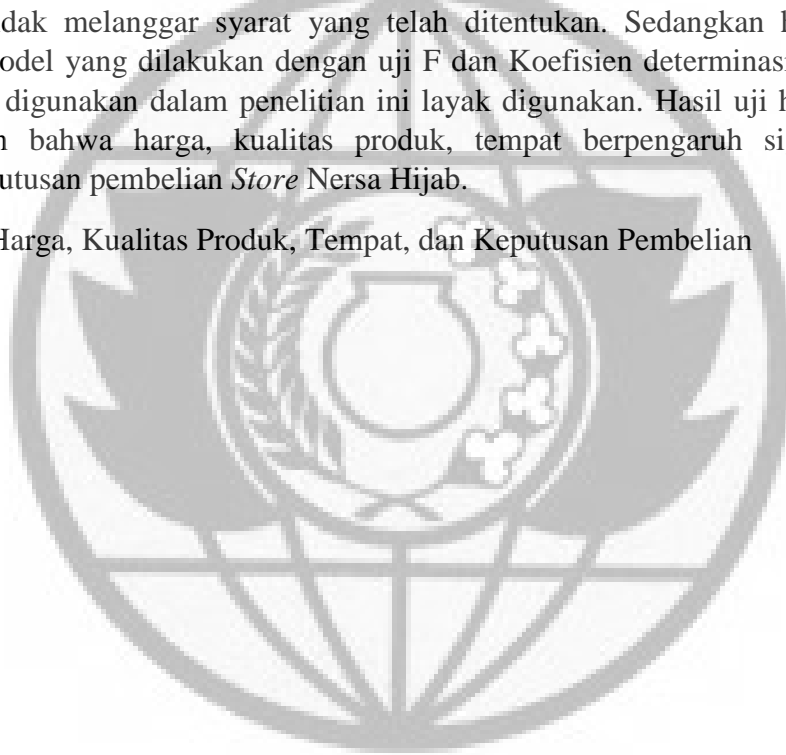 dak melanggar syarat yang telah ditentukan. Sedangkan
odel yang dilakukan dengan uji F dan Koefisien determinasi
digunakan dalam penelitian ini layak digunakan. Hasil uji
bahwa harga, kualitas produk, tempat berpengaruh
utusan pembelian Store Nersa Hijab.
Harga, Kualitas Produk, Tempat, dan Keputusan Pembelian